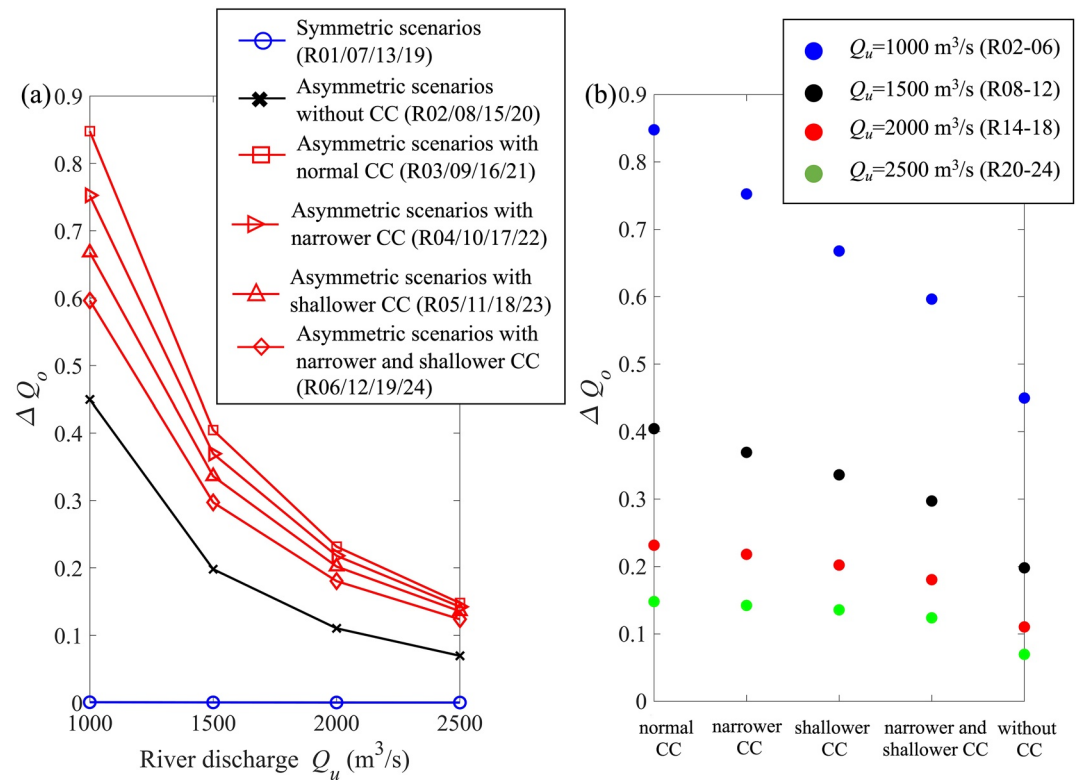 Symmetric scenarios
(R01/07/13/19)
Asymmetric scenarios
without CC (R02/08/15/20)
Asymmetric scenarios with
normal CC (R03/09/16/21)
Asymmetric scenarios with
narrower CC (R04/10/17/22)
Asymmetric scenarios with
shallower CC (R05/11/18/23)
Asymmetric scenarios with
narrower and shallower CC
(R06/12/19/24)
(a)
0.9
0.8
0.7
0.6
0.5
0.4
0.3
0.2
0.1
0
Δ Qo
1000 1500 2000 2500
River discharge Qu (m³/s)
Qu=1000 m³/s (R02-06)
Qu=1500 m³/s (R08-12)
Qu=2000 m³/s (R14-18)
Qu=2500 m³/s (R20-24)
(b)
0.9
0.8
0.7
0.6
0.5
0.4
0.3
0.2
0.1
0
Δ Qo
normal
CC
narrower
CC
shallower
CC
narrower and
shallower CC
without
CC